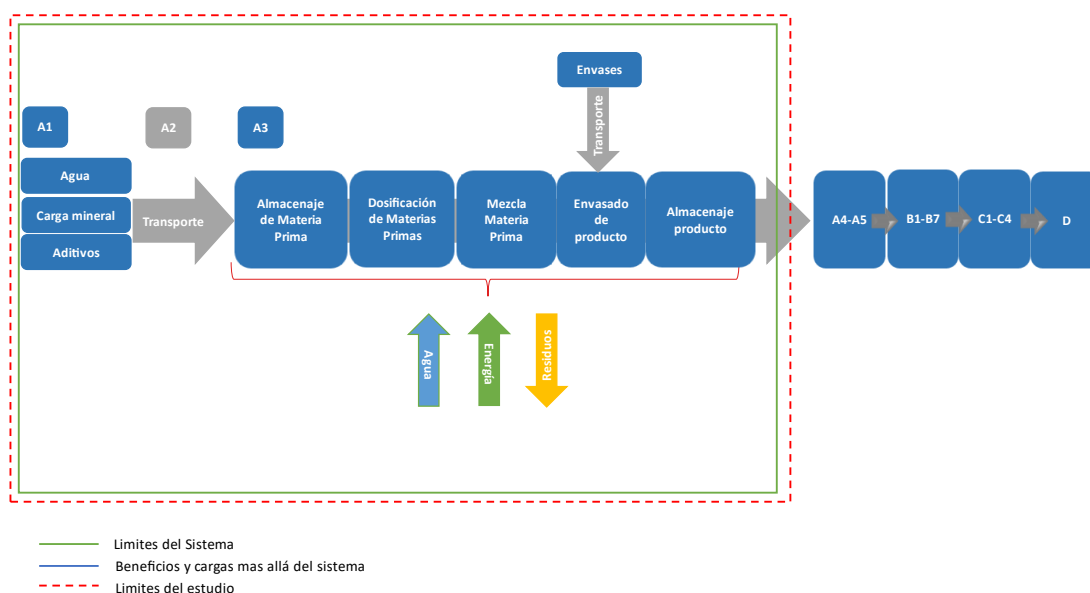 Envases
Transporte
A1
A2
A3
Agua
Carga mineral
Aditivos
Transporte
Almacenaje
de Materia
Prima
Dosificación
de Materias
Primas
Mezcla
Materia
Prima
Envasado
de
producto
Almacenaje
producto
A4-A5
B1-B7
C1-C4
D
Agua
Energía
Residuos
Limites del Sistema
Beneficios y cargas mas allá del sistema
Limites del estudio